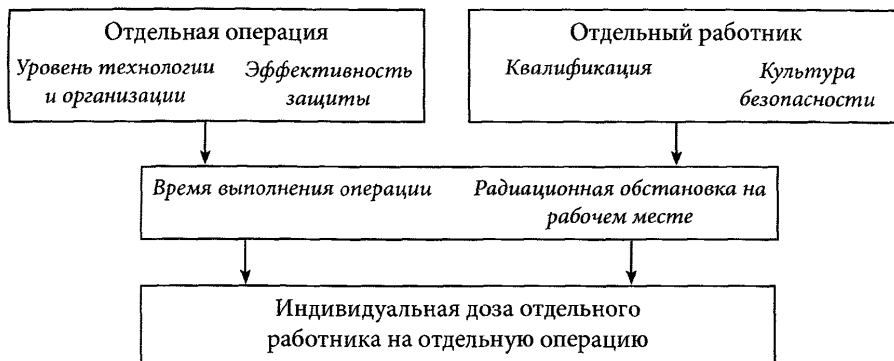 Отдельная операция
Уровень технологии
и организации
Эффективность
защиты
Отдельный работник
Квалификация
Культура
безопасности
Время выполнения операции
Радиационная обстановка на
рабочем месте
Индивидуальная доза отдельного
работника на отдельную операцию